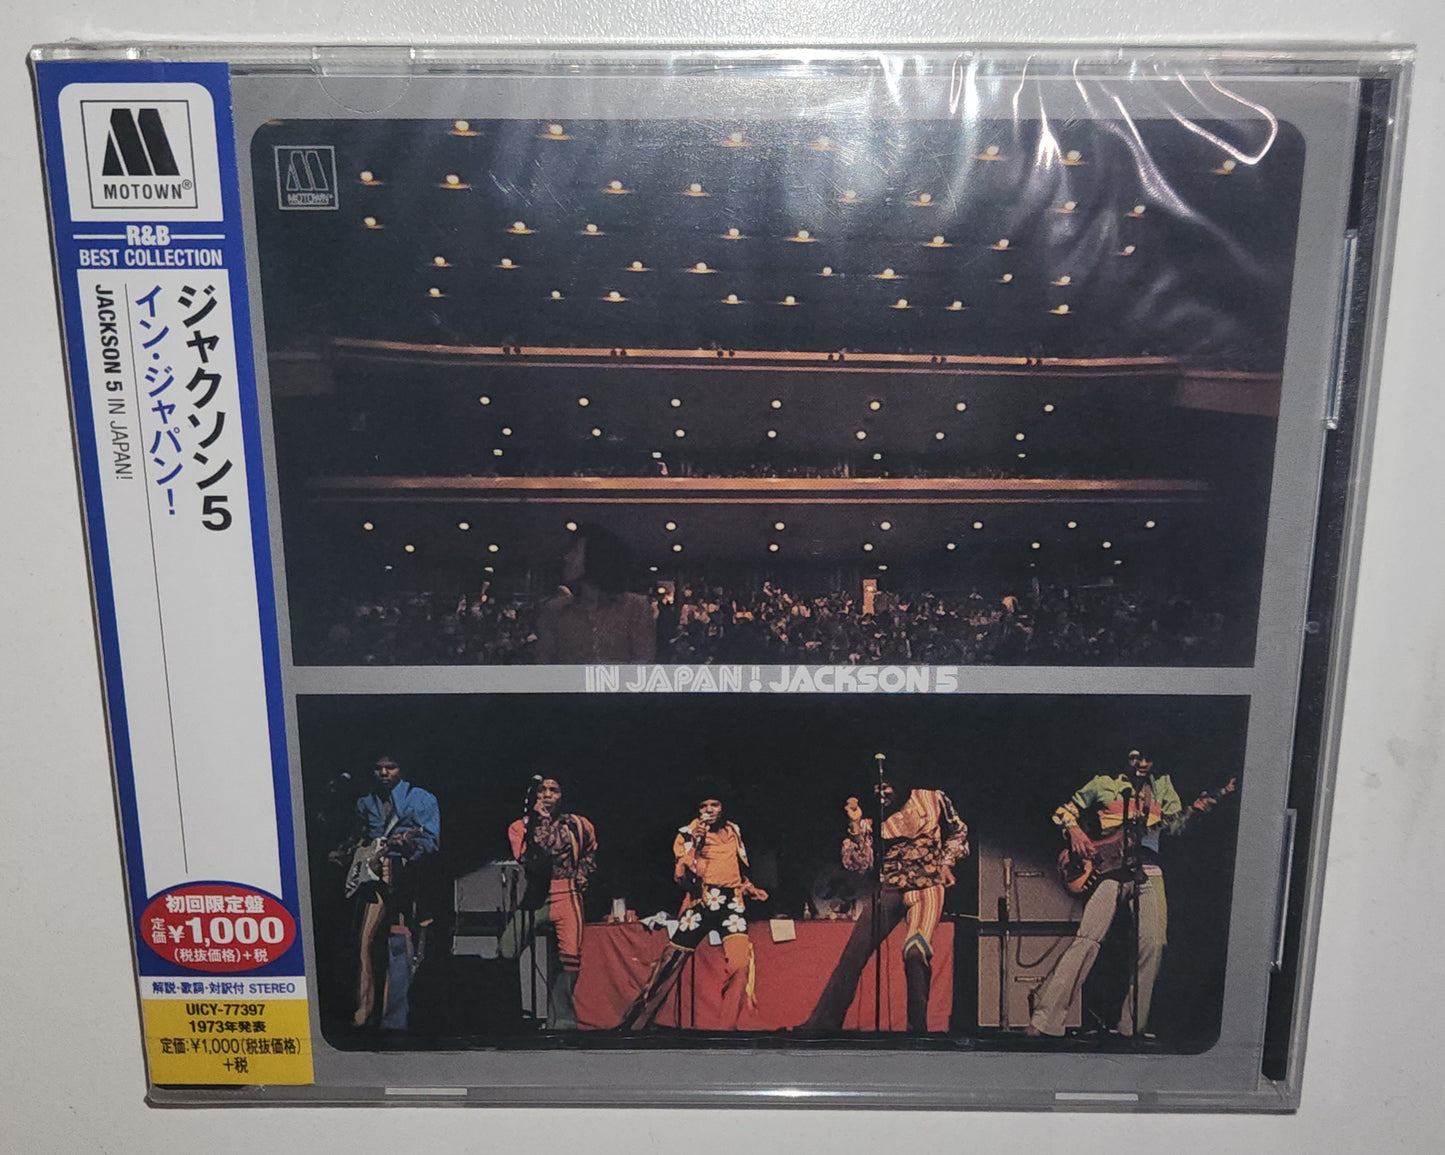 MOTOWN®
R&B
BEST COLLECTION
ジャクソン5
イン・ジャパン!
JACKSON 5 IN JAPAN!
初回限定盤
定価 ¥1,000
(税抜価格)+税
解説・歌詞・対訳付 STEREO
UICY-77397
1973年発表
定価:¥1,000(税抜価格)
+税
MOTOWN®
IN JAPAN! JACKSON 5